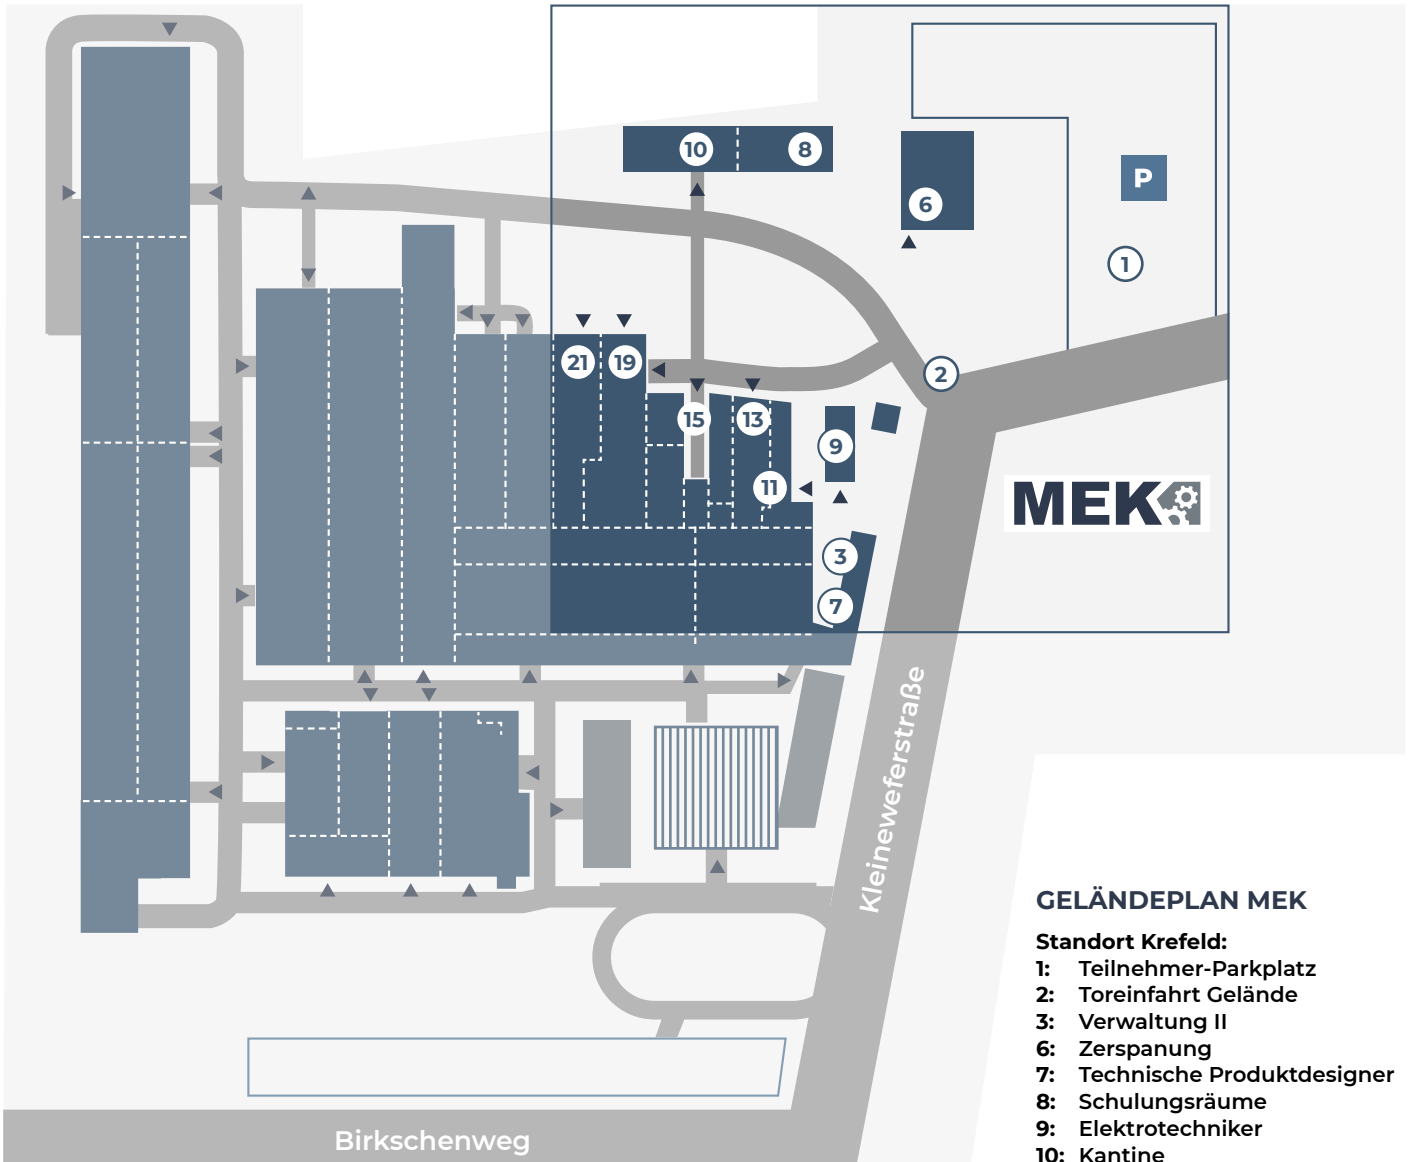 10
8
P
6
1
21
19
2
15
13
9
11
MEK
3
7
Kleineweferstraße
GELÄNDEPLAN MEK
Standort Krefeld:
1: Teilnehmer-Parkplatz
2: Toreinfahrt Gelände
3: Verwaltung II
6: Zerspanung
7: Technische Produktdesigner
8: Schulungsräume
9: Elektrotechniker
10: Kantine
Birkschenweg